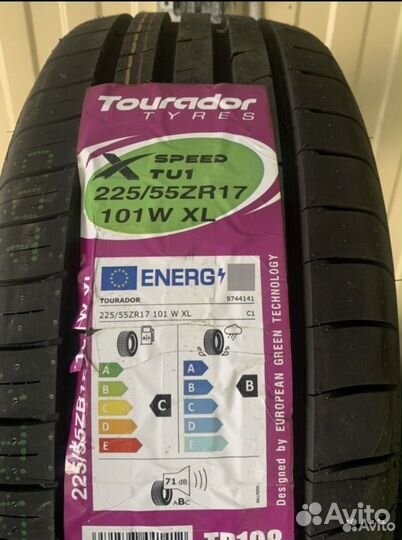 Tourador
TYRES
X SPEED
TU1
225/55ZR17
101W XL
ENERG
TOURADOR 9744141
225/55ZR17 101 W XL C1
A A
B B B
C C C
D D
E E
71 dB
ABC
Designed by EUROPEAN GREEN TECHNOLOGY
Avito
Avito